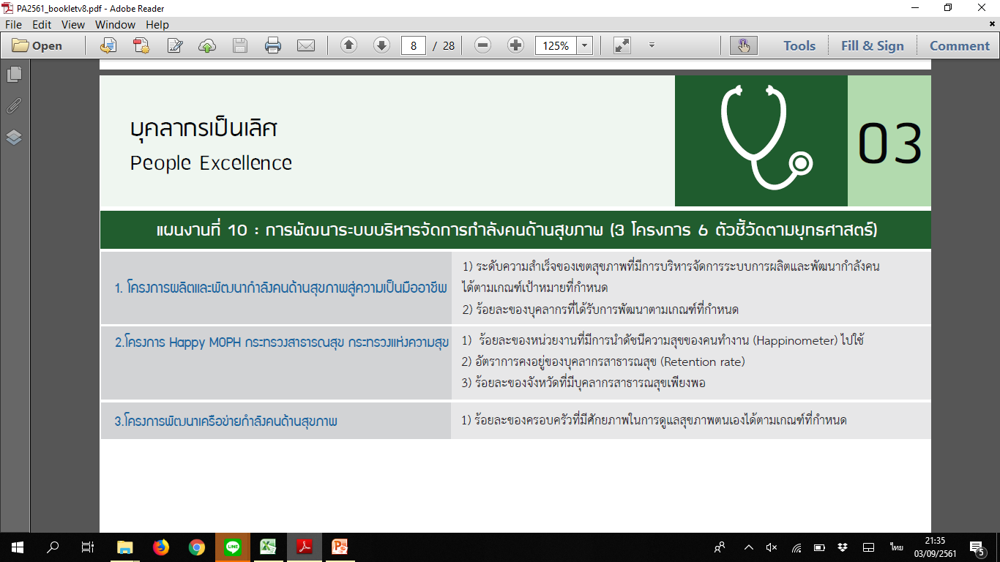 PA2561_bookletv8.pdf - Adobe Reader
File Edit View Window Help
Open 8 / 28 125% Tools Fill & Sign Comment
บุคลากรเป็นเลิศ
People Excellence
03
แผนงานที่ 10 : การพัฒนาระบบบริหารจัดการกำลังคนด้านสุขภาพ (3 โครงการ 6 ตัวชี้วัดตามยุทธศาสตร์)
1. โครงการผลิตและพัฒนากำลังคนด้านสุขภาพสู่ความเป็นมืออาชีพ
1) ระดับความสำเร็จของเขตสุขภาพที่มีการบริหารจัดการระบบการผลิตและพัฒนากำลังคน
ได้ตามเกณฑ์เป้าหมายที่กำหนด
2) ร้อยละของบุคลากรที่ได้รับการพัฒนาตามเกณฑ์ที่กำหนด
2.โครงการ Happy MOPH กระทรวงสาธารณสุข กระทรวงแห่งความสุข
1) ร้อยละของหน่วยงานที่มีการนำดัชนีความสุขของคนทำงาน (Happinometer) ไปใช้
2) อัตราการคงอยู่ของบุคลากรสาธารณสุข (Retention rate)
3) ร้อยละของจังหวัดที่มีบุคลากรสาธารณสุขเพียงพอ
3.โครงการพัฒนาเครือข่ายกำลังคนด้านสุขภาพ
1) ร้อยละของครอบครัวที่มีศักยภาพในการดูแลสุขภาพตนเองได้ตามเกณฑ์ที่กำหนด
LINE
ไทย
21:35
03/09/2561
5